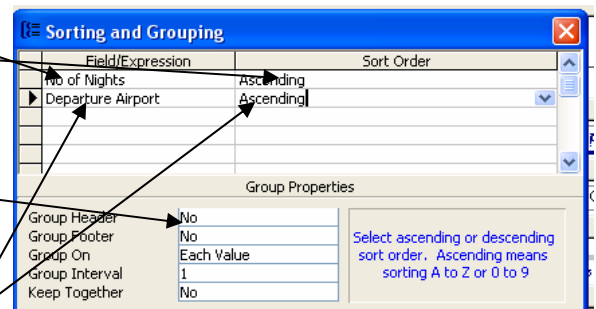 Sorting and Grouping
Field/Expression Sort Order
No of Nights Ascending
Departure Airport Ascending
Group Properties
Group Header No
Group Footer No
Group On Each Value
Group Interval 1
Keep Together No
Select ascending or descending
sort order. Ascending means
sorting A to Z or 0 to 9